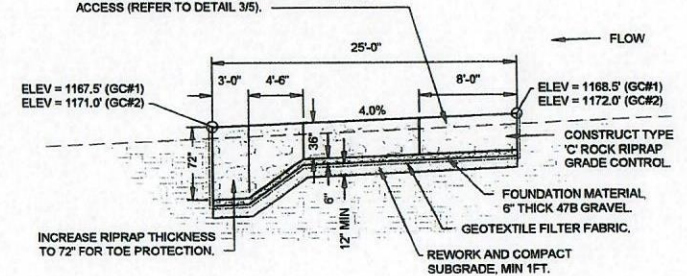 ACCESS (REFER TO DETAIL 3/5).
25'-0"
FLOW
3'-0"
4'-6"
8'-0"
ELEV = 1167.5' (GC#1)
ELEV = 1171.0' (GC#2)
ELEV = 1168.5' (GC#1)
ELEV = 1172.0' (GC#2)
4.0%
72"
36"
CONSTRUCT TYPE
'C' ROCK RIPRAP
GRADE CONTROL.
6"
12" MIN
FOUNDATION MATERIAL,
6" THICK 47B GRAVEL.
GEOTEXTILE FILTER FABRIC.
INCREASE RIPRAP THICKNESS
TO 72" FOR TOE PROTECTION.
REWORK AND COMPACT
SUBGRADE, MIN 1FT.